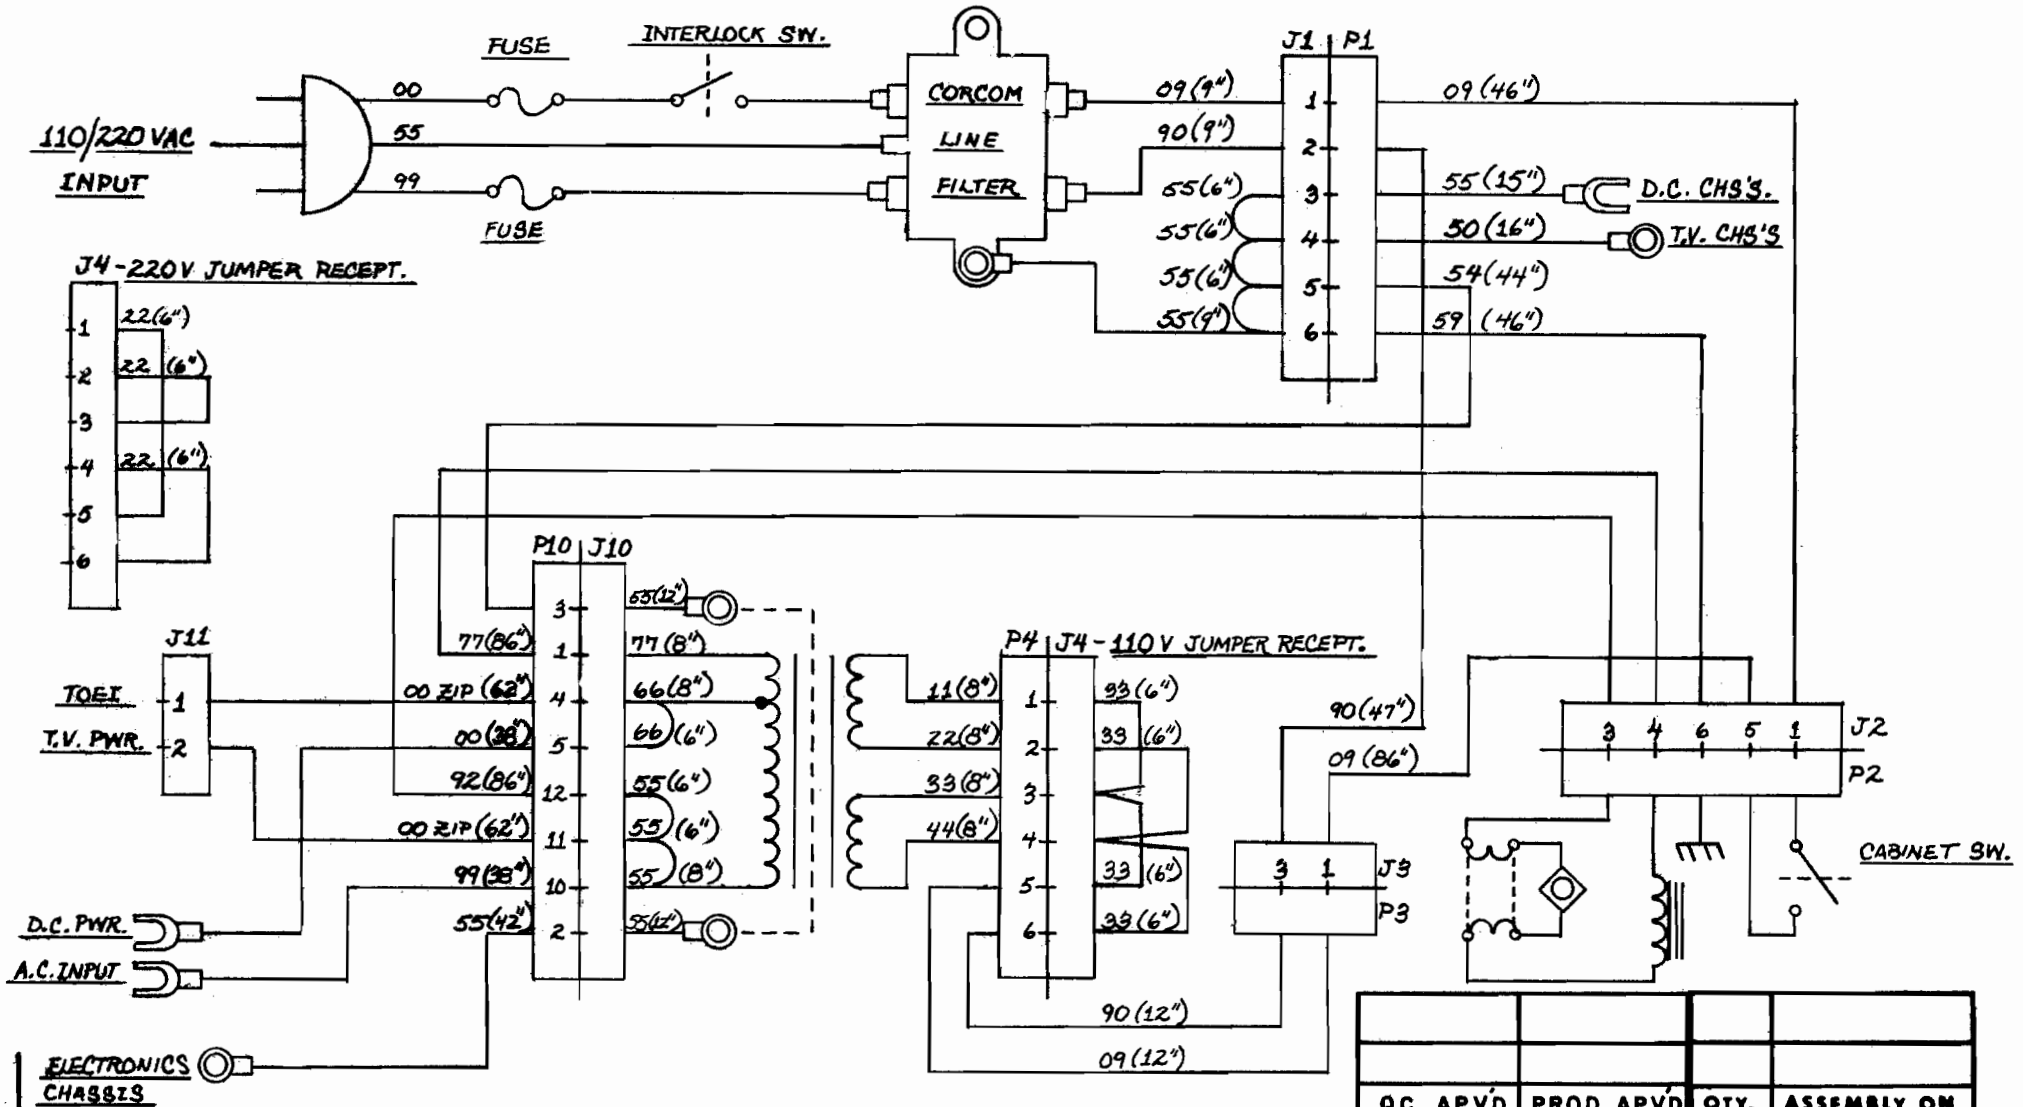 FUSE
INTERLOCK SW.
J1 P1
00
CORCOM
09(9")
1
09(46")
110/220 VAC
INPUT
55
LINE
90(9")
2
99
FILTER
55(6")
3
55(15")
D.C. CHS'S.
FUSE
55(6")
4
50(16")
T.V. CHS'S
55(6")
5
54(44")
55(9")
6
59 (46")
J4-220V JUMPER RECEPT.
1
22(6")
2
22 (6")
3
4
22 (6")
5
6
P10 J10
3
55(12")
77(86")
1
77(8")
00 ZIP (62")
4
66(8")
00(38")
5
66 (6")
92(86")
12
55(6")
00 ZIP (62")
11
55 (6")
99(38")
10
55 (8")
55(42")
2
55(12")
J11
TOEI
1
T.V. PWR.
2
D.C. PWR.
A.C. INPUT
ELECTRONICS
CHASSIS
P4 J4-110V JUMPER RECEPT.
11(8")
1
33(6")
22(8")
2
33 (6")
33(8")
3
44(8")
4
5
33 (6")
6
33(6")
90(12")
09(12")
90(47")
09(86")
3 1
J3
P3
3 4 6 5 1
J2
P2
CABINET SW.
QC APV'D PROD APV'D QTY. ASSEMBLY ON